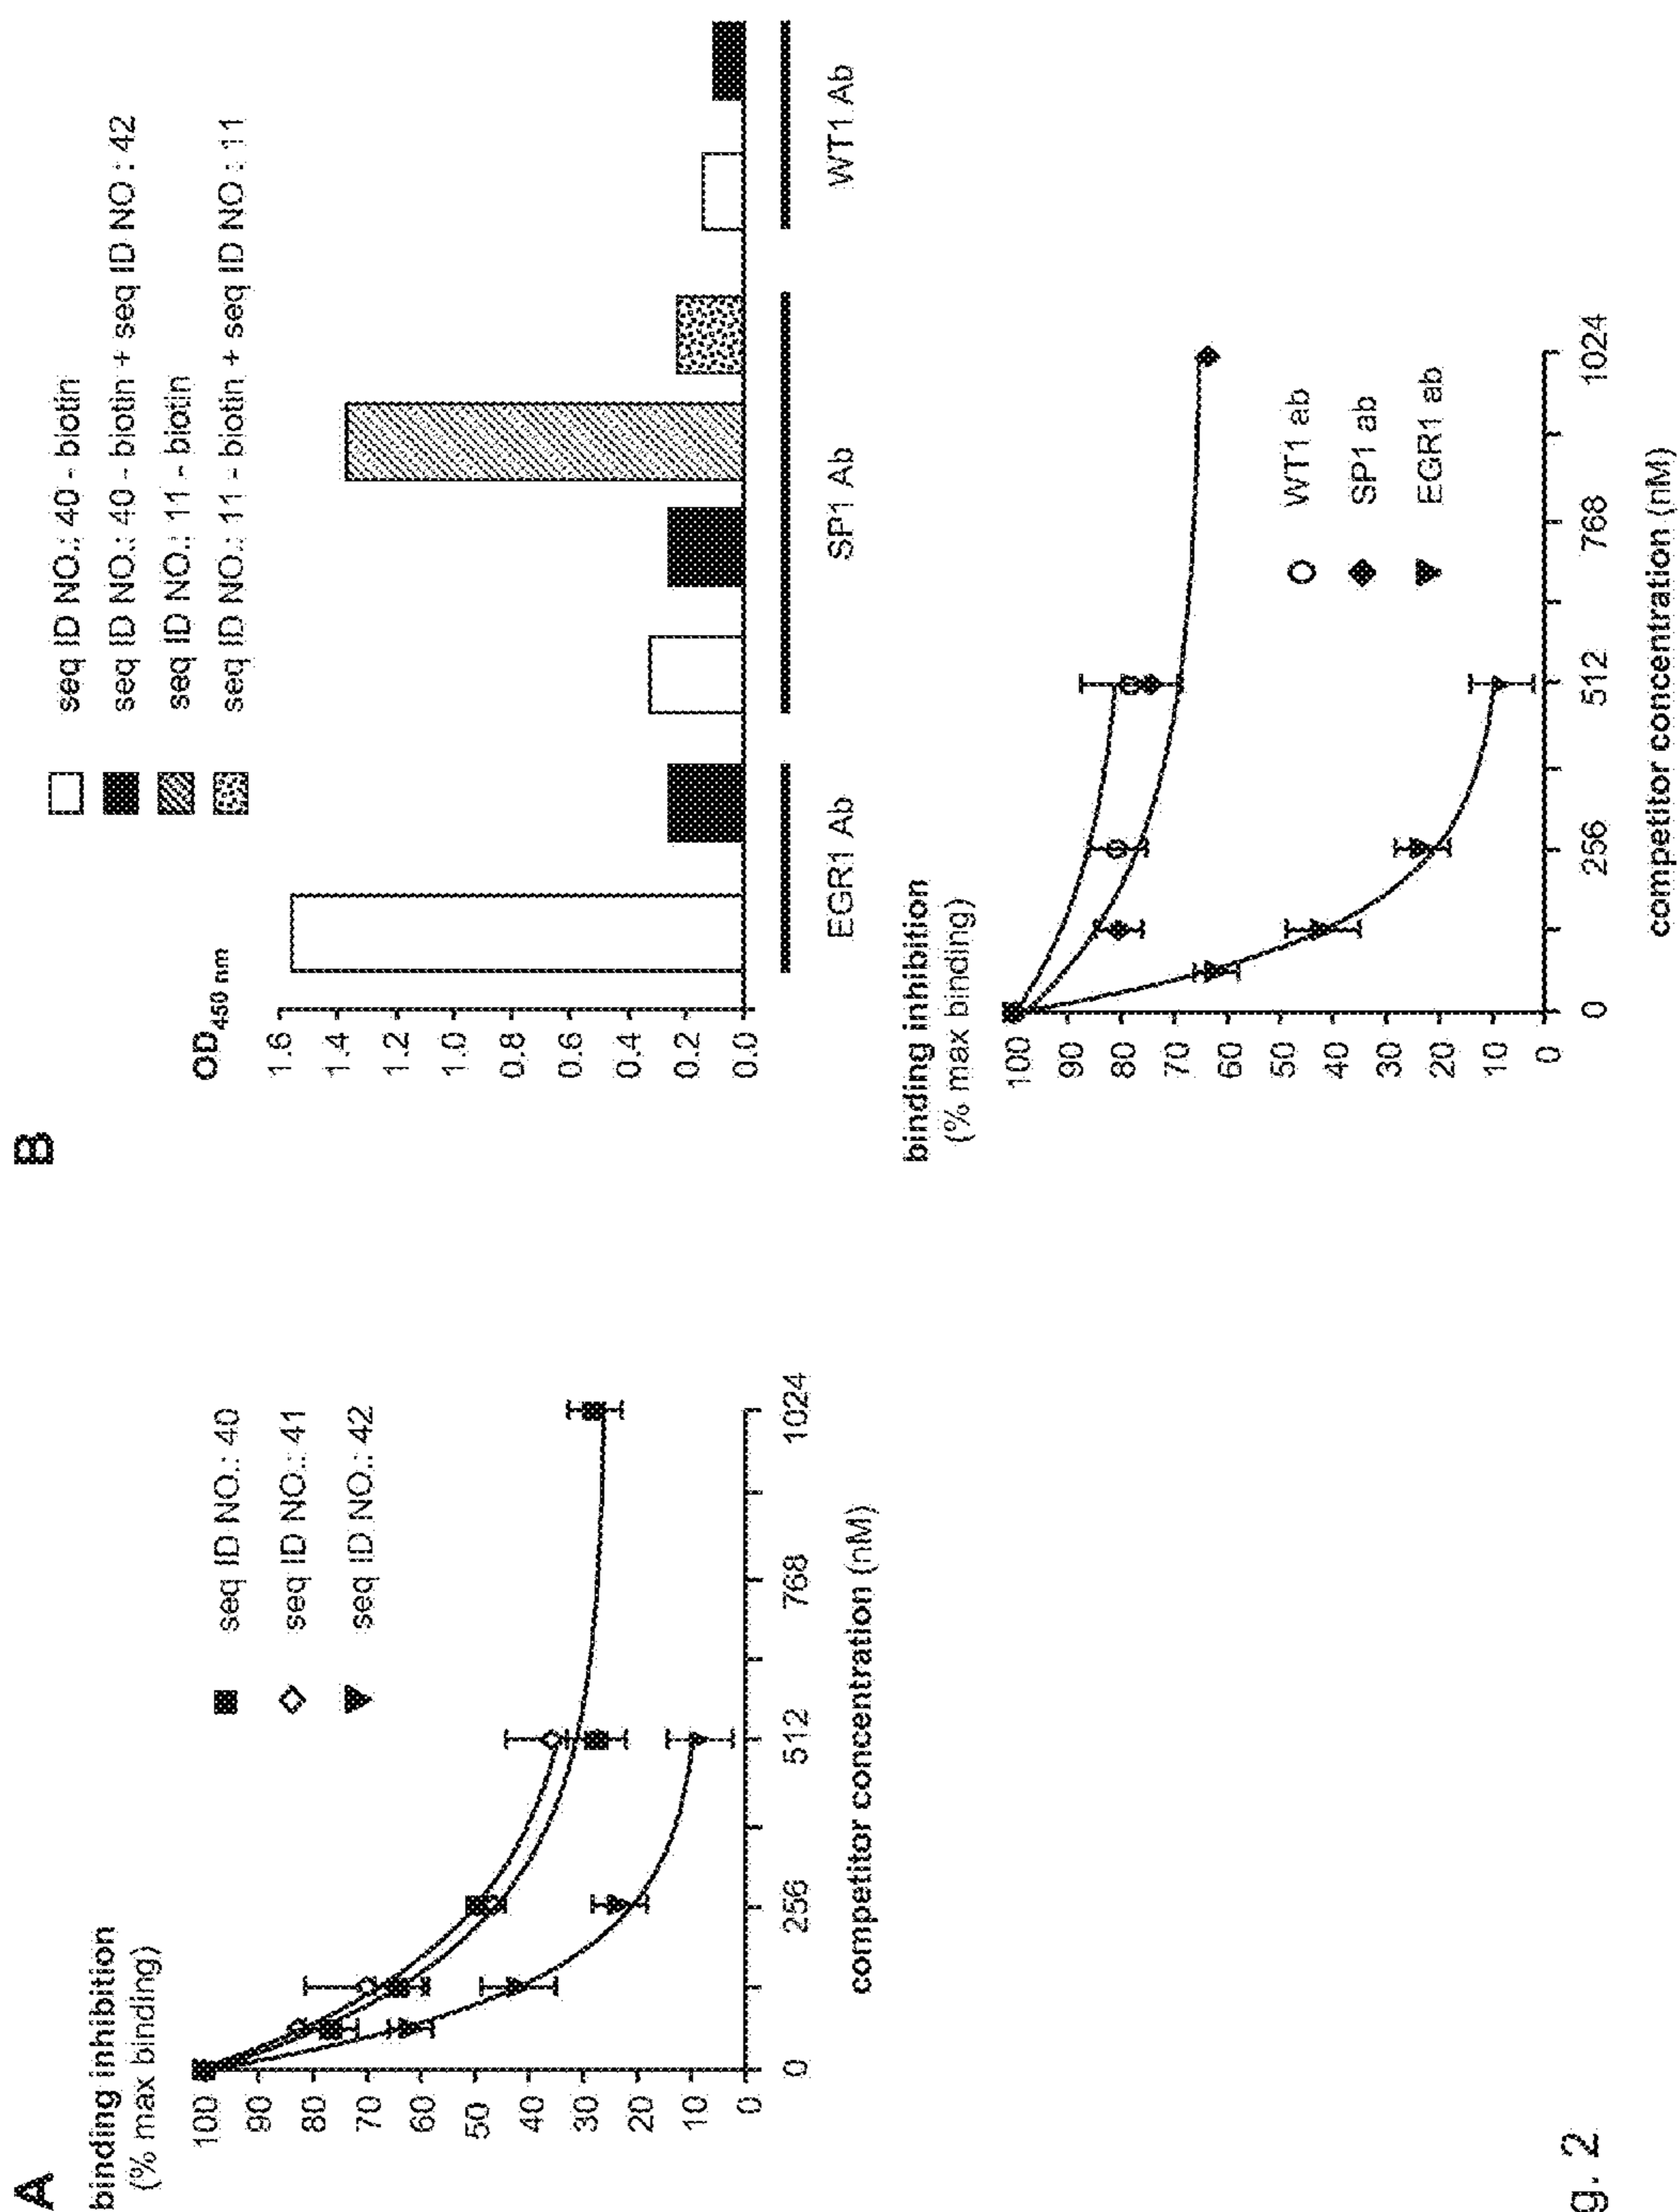 A
binding inhibition
(% max binding)
100
90
80
70
60
50
40
30
20
10
0
0
256
512
768
1024
competitor concentration (nM)
seq ID NO.: 40
seq ID NO.: 41
seq ID NO.: 42
B
seq ID NO.: 40 - biotin
seq ID NO.: 40 - biotin + seq ID NO : 42
seq ID NO.: 11 - biotin
seq ID NO.: 11 - biotin + seq ID NO : 11
OD450 nm
1.6
1.4
1.2
1.0
0.8
0.6
0.4
0.2
0.0
EGR1 Ab
SP1 Ab
WT1 Ab
binding inhibition
(% max binding)
100
90
80
70
60
50
40
30
20
10
0
0
256
512
768
1024
competitor concentration (nM)
WT1 ab
SP1 ab
EGR1 ab
g. 2